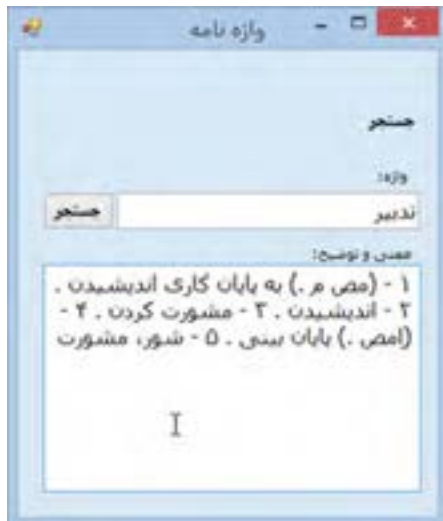 واژه نامه
جستجو
واژه:
تدبیر
جستجو
معنی و توضیح:
۱ - (مص م .) به پایان کاری اندیشیدن .
۲ - اندیشیدن . ۳ - مشورت کردن . ۴ -
(امص .) پایان بینی . ۵ - شور، مشورت